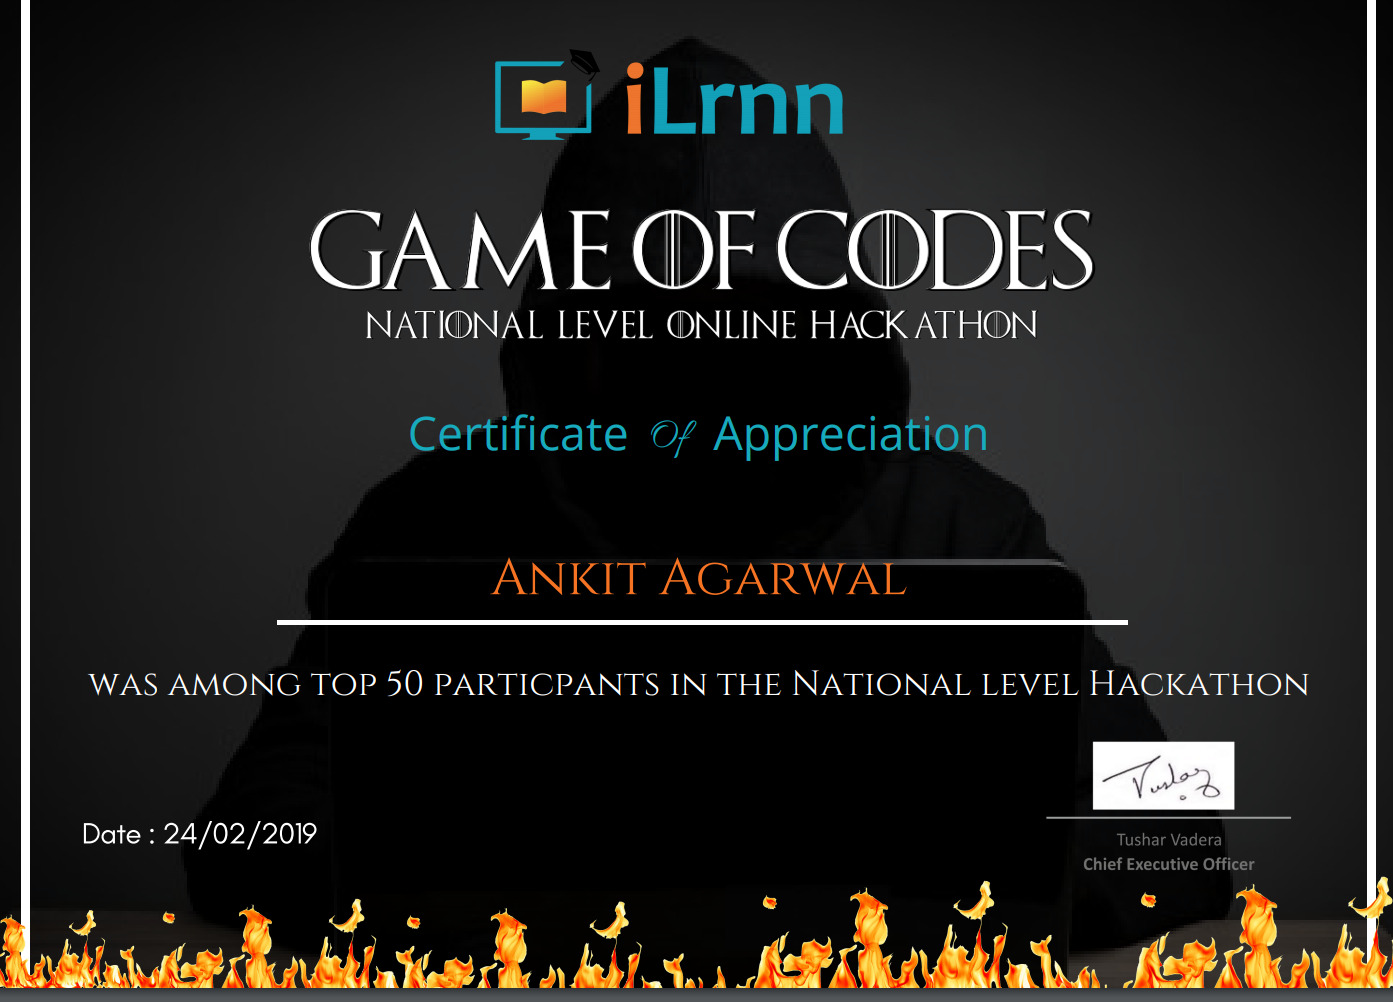 iLrnn
GAME OF CODES
NATIONAL LEVEL ONLINE HACKATHON
Certificate Of Appreciation
Ankit Agarwal
was among top 50 particpants in the National level Hackathon
Tushar
Date : 24/02/2019
Tushar Vadera
Chief Executive Officer